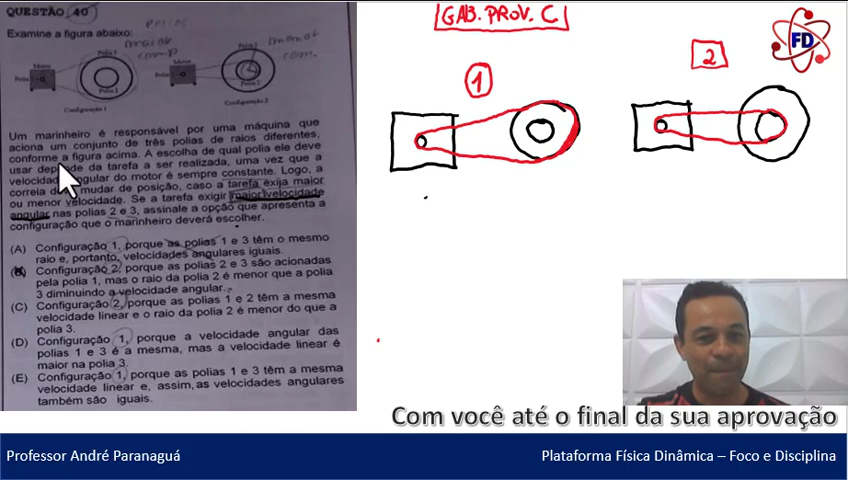 QUESTÃO 40
Examine a figura abaixo:
maior
menor
Motor
Polia 1
Polia 3
Polia 2
Configuração 1
Motor
Polia 3
Polia 2
Configuração 2
Um marinheiro é responsável por uma máquina que
aciona um conjunto de três polias de raios diferentes,
conforme a figura acima. A escolha de qual polia ele deve
usar depende da tarefa a ser realizada, uma vez que a
velocidade angular do motor é sempre constante. Logo, a
correia deve mudar de posição, caso a tarefa exija maior
ou menor velocidade. Se a tarefa exigir maior velocidade
angular nas polias 2 e 3, assinale a opção que apresenta a
configuração que o marinheiro deverá escolher.
(A) Configuração 1, porque as polias 1 e 3 têm o mesmo
raio e, portanto, velocidades angulares iguais.
Configuração 2, porque as polias 2 e 3 são acionadas
pela polia 1, mas o raio da polia 2 é menor que a polia
3 diminuindo a velocidade angular.
(C) Configuração 2, porque as polias 1 e 2 têm a mesma
velocidade linear e o raio da polia 2 é menor do que a
polia 3.
(D) Configuração 1, porque a velocidade angular das
polias 1 e 3 é a mesma, mas a velocidade linear é
maior na polia 3.
(E) Configuração 1, porque as polias 1 e 3 têm a mesma
velocidade linear e, assim, as velocidades angulares
também são iguais.
GAB. PROV. C
1
2
FD
Com você até o final da sua aprovação
Professor André Paranaguá
Plataforma Física Dinâmica – Foco e Disciplina